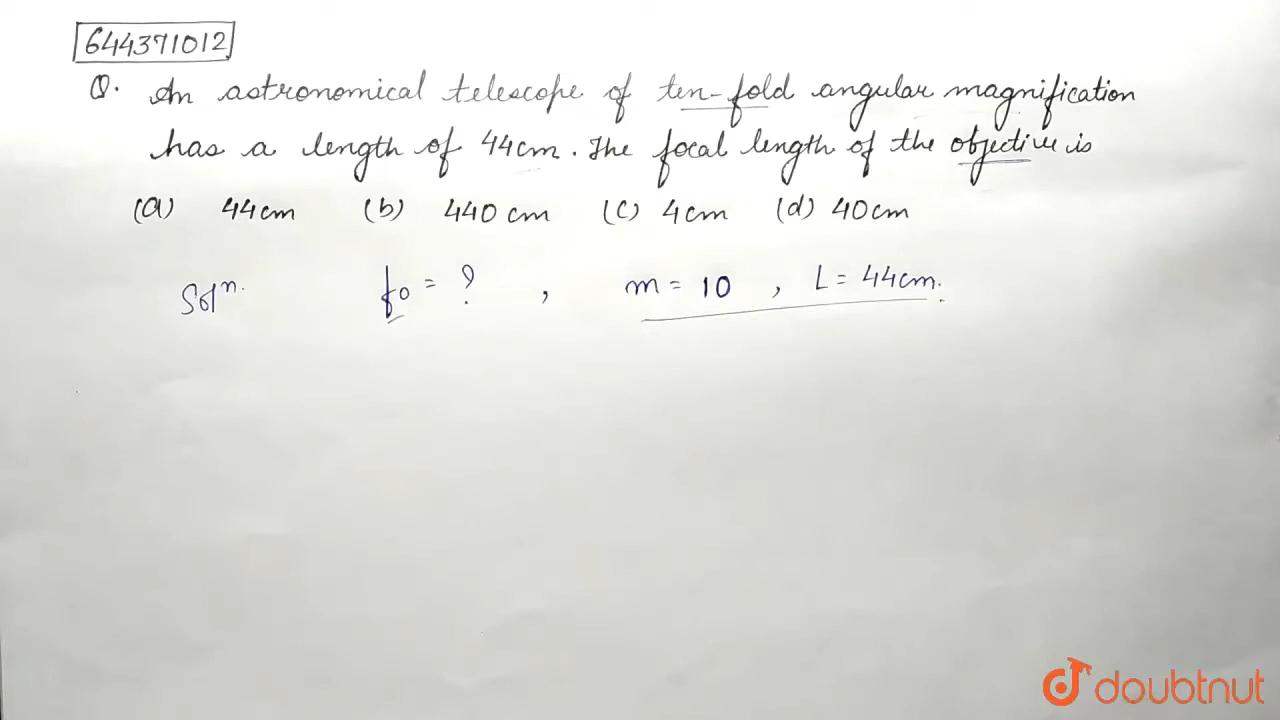 644371012
Q. An astronomical telescope of ten-fold angular magnification
has a length of 44cm. The focal length of the objective is
(a) 44cm (b) 440 cm (c) 4cm (d) 40cm
Solⁿ. f₀ = ? , m = 10 , L = 44cm.
doubtnut